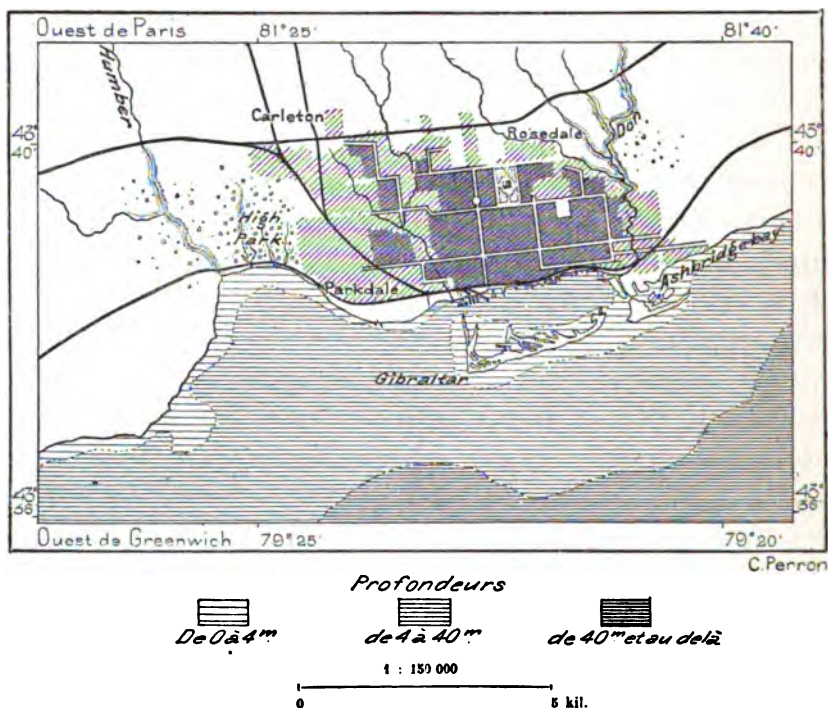 Ouest de Paris 81°25' 81°40'
Humber
Carleton
Rosedale
Don
43° 40' 43° 40'
High Park
Parkdale
Ashbridgebay
Gibraltar
43° 36' 43° 36'
Ouest de Greenwich 79°25' 79°20'
C. Perron
Profondeurs
De 0 à 4m de 4 à 40m de 40m et au delà
1 : 150 000
0 5 kil.